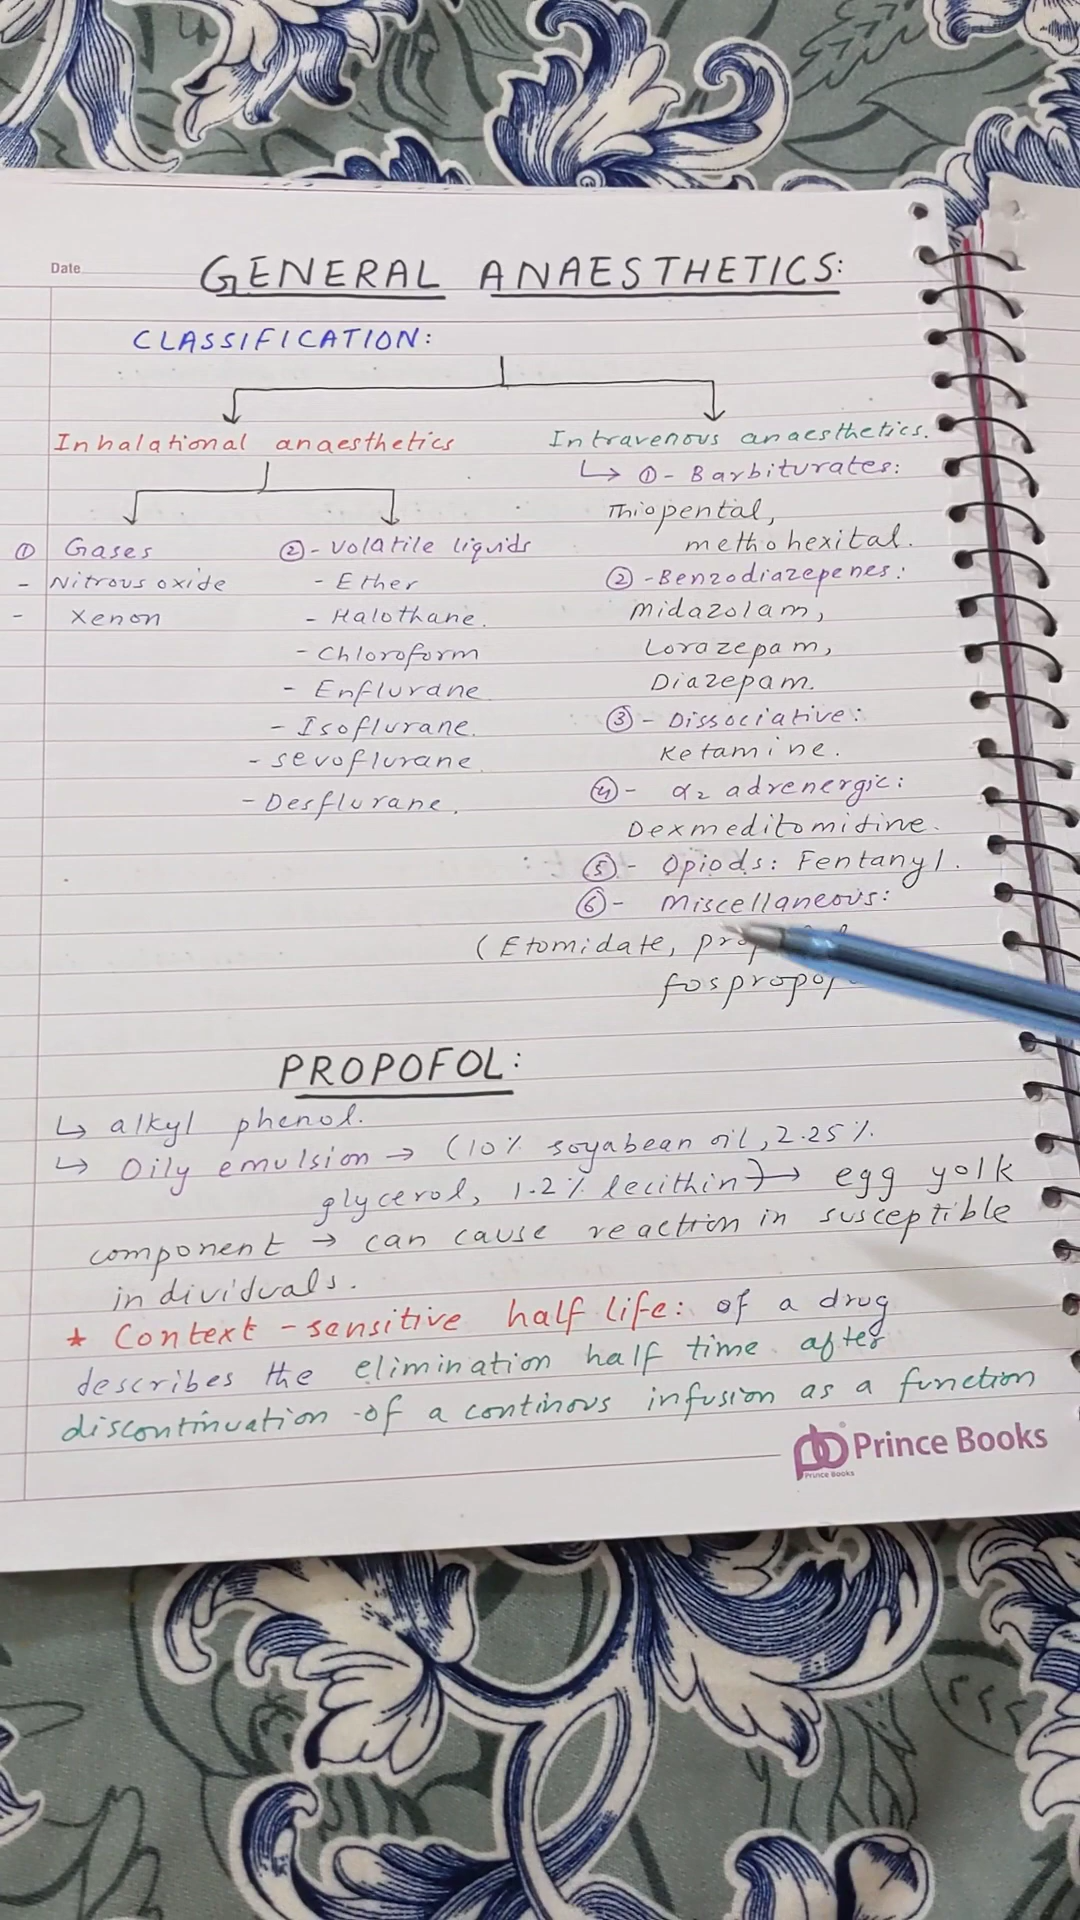 Date
GENERAL ANAESTHETICS:
CLASSIFICATION:
Inhalational anaesthetics
① Gases
- Nitrous oxide
- Xenon
② - Volatile liquids
- Ether
- Halothane.
- Chloroform
- Enflurane
- Isoflurane.
- sevoflurane
- Desflurane.
Intravenous anaesthetics.
↳ ① - Barbiturates:
Thiopental,
methohexital.
② - Benzodiazepenes:
Midazolam,
Lorazepam,
Diazepam.
③ - Dissociative:
Ketamine.
④ - α₂ adrenergic:
Dexmeditomidine.
⑤ - Opiods: Fentanyl.
⑥ - Miscellaneous:
(Etomidate,
PROPOFOL:
↳ alkyl phenol.
↳ Oily emulsion → (10% soyabean oil, 2.25%
glycerol, 1.2% lecithin) → egg yolk
component → can cause reaction in susceptible
individuals.
* Context - sensitive half life: of a drug
describes the elimination half time after
discontinuation of a continous infusion as a function
Prince Books
Prince Books